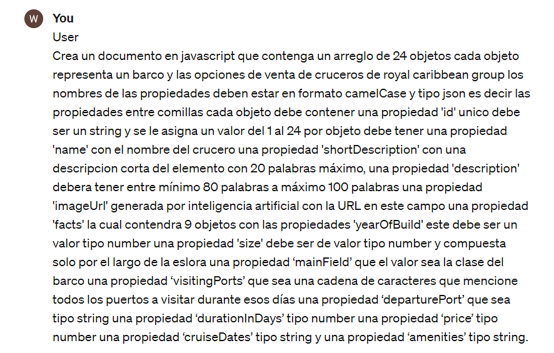 W You
User
Crea un documento en javascript que contenga un arreglo de 24 objetos cada objeto
representa un barco y las opciones de venta de cruceros de royal caribbean group los
nombres de las propiedades deben estar en formato camelCase y tipo json es decir las
propiedades entre comillas cada objeto debe contener una propiedad 'id' unico debe
ser un string y se le asigna un valor del 1 al 24 por objeto debe tener una propiedad
'name' con el nombre del crucero una propiedad 'shortDescription' con una
descripcion corta del elemento con 20 palabras máximo, una propiedad 'description'
debera tener entre mínimo 80 palabras a máximo 100 palabras una propiedad
'imageUrl' generada por inteligencia artificial con la URL en este campo una propiedad
'facts' la cual contendra 9 objetos con las propiedades 'yearOfBuild' este debe ser un
valor tipo number una propiedad 'size' debe ser de valor tipo number y compuesta
solo por el largo de la eslora una propiedad ‘mainField’ que el valor sea la clase del
barco una propiedad ‘visitingPorts’ que sea una cadena de caracteres que mencione
todos los puertos a visitar durante esos días una propiedad ‘departurePort’ que sea
tipo string una propiedad ‘durationInDays’ tipo number una propiedad ‘price’ tipo
number una propiedad ‘cruiseDates’ tipo string y una propiedad ‘amenities’ tipo string.